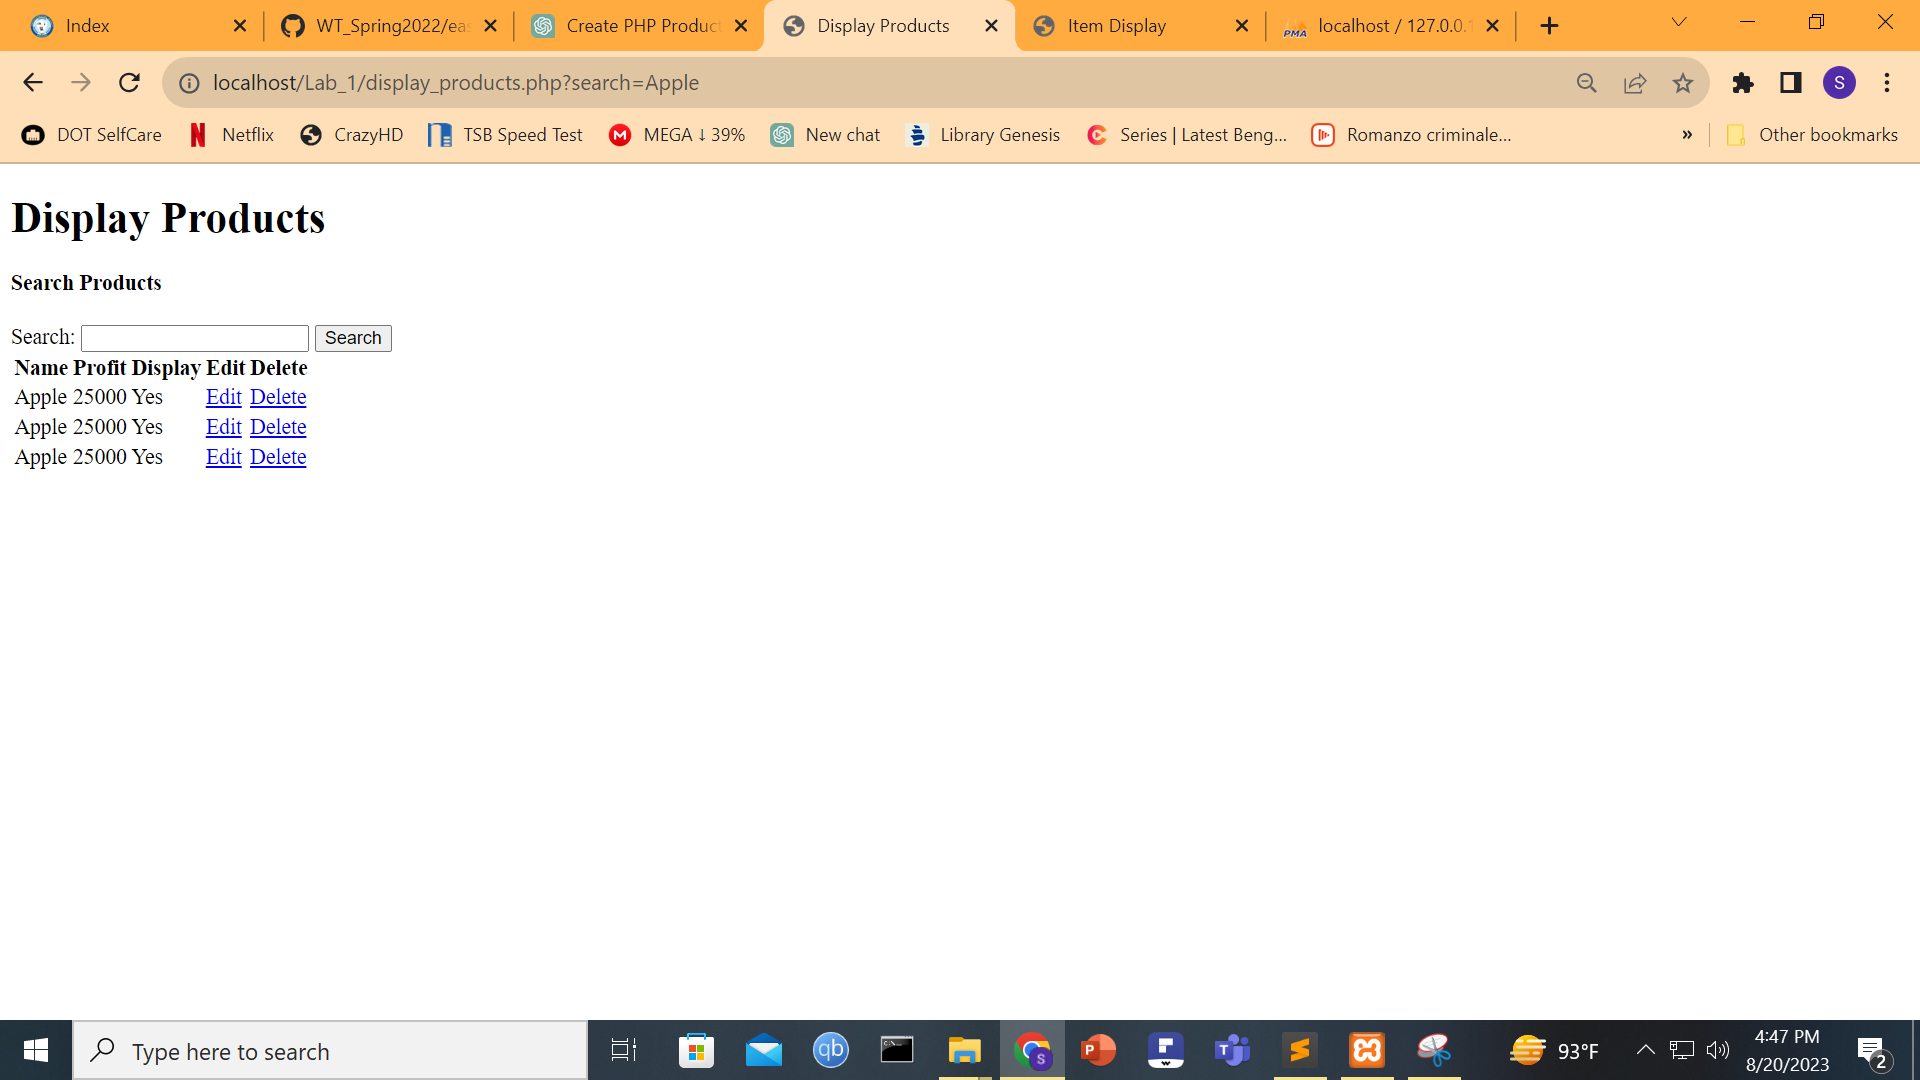 Index
WT_Spring2022/eas
Create PHP Product
Display Products
Item Display
localhost / 127.0.0.1
localhost/Lab_1/display_products.php?search=Apple
S
DOT SelfCare
Netflix
CrazyHD
TSB Speed Test
MEGA ↓ 39%
New chat
Library Genesis
Series | Latest Beng...
Romanzo criminale...
»
Other bookmarks
Display Products
Search Products
Search: Search
Name Profit Display Edit Delete
Apple 25000 Yes Edit Delete
Apple 25000 Yes Edit Delete
Apple 25000 Yes Edit Delete
Type here to search
93°F
4:47 PM
8/20/2023
2